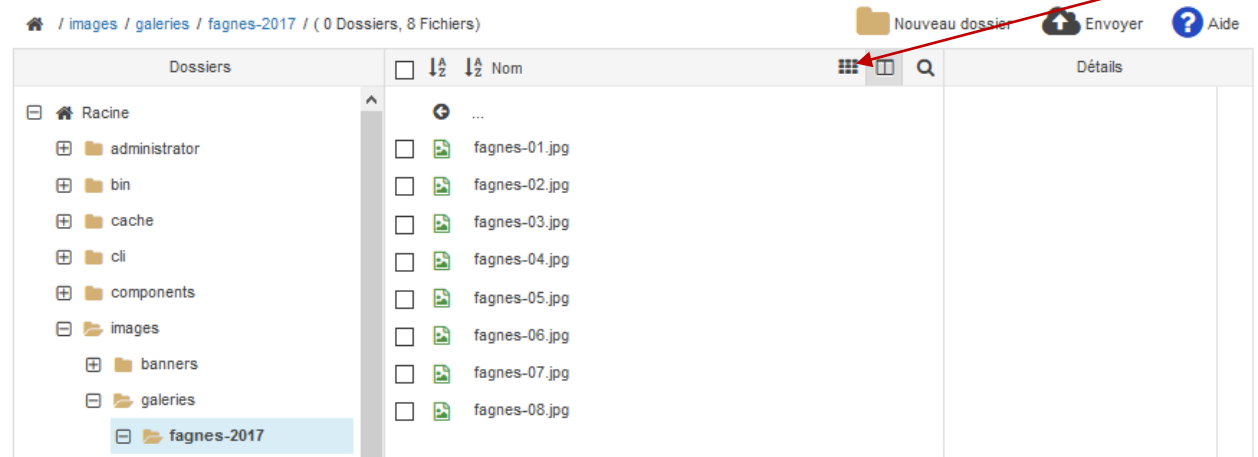 / images / galeries / fagnes-2017 / ( 0 Dossiers, 8 Fichiers)
Nouveau dossier
Envoyer
? Aide
Dossiers
A Z A Z Nom
Détails
Racine
administrator
bin
cache
cli
components
images
banners
galeries
fagnes-2017
...
fagnes-01.jpg
fagnes-02.jpg
fagnes-03.jpg
fagnes-04.jpg
fagnes-05.jpg
fagnes-06.jpg
fagnes-07.jpg
fagnes-08.jpg